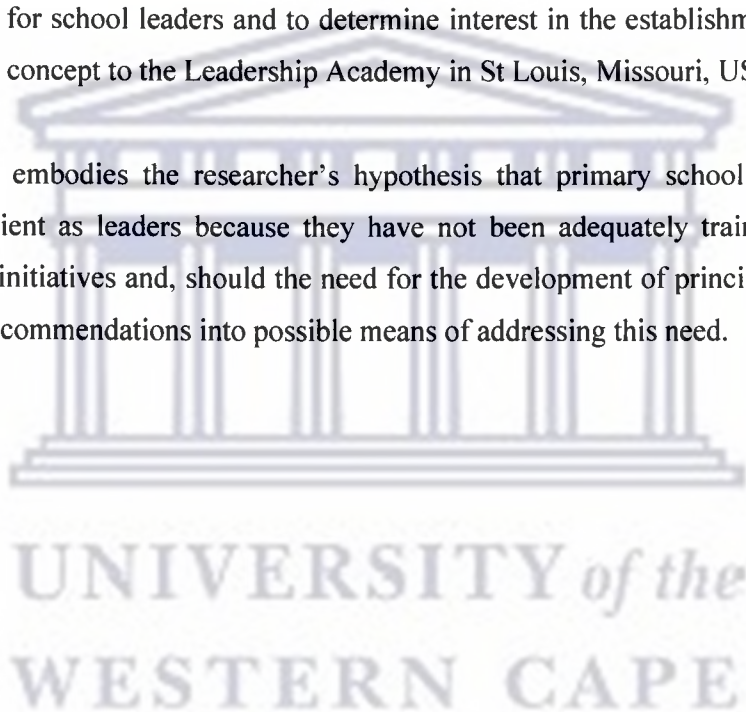 for school leaders and to determine interest in the establishm
concept to the Leadership Academy in St Louis, Missouri, US
embodies the researcher's hypothesis that primary school
ient as leaders because they have not been adequately train
initiatives and, should the need for the development of princi
commendations into possible means of addressing this need.
UNIVERSITY of the
WESTERN CAPE